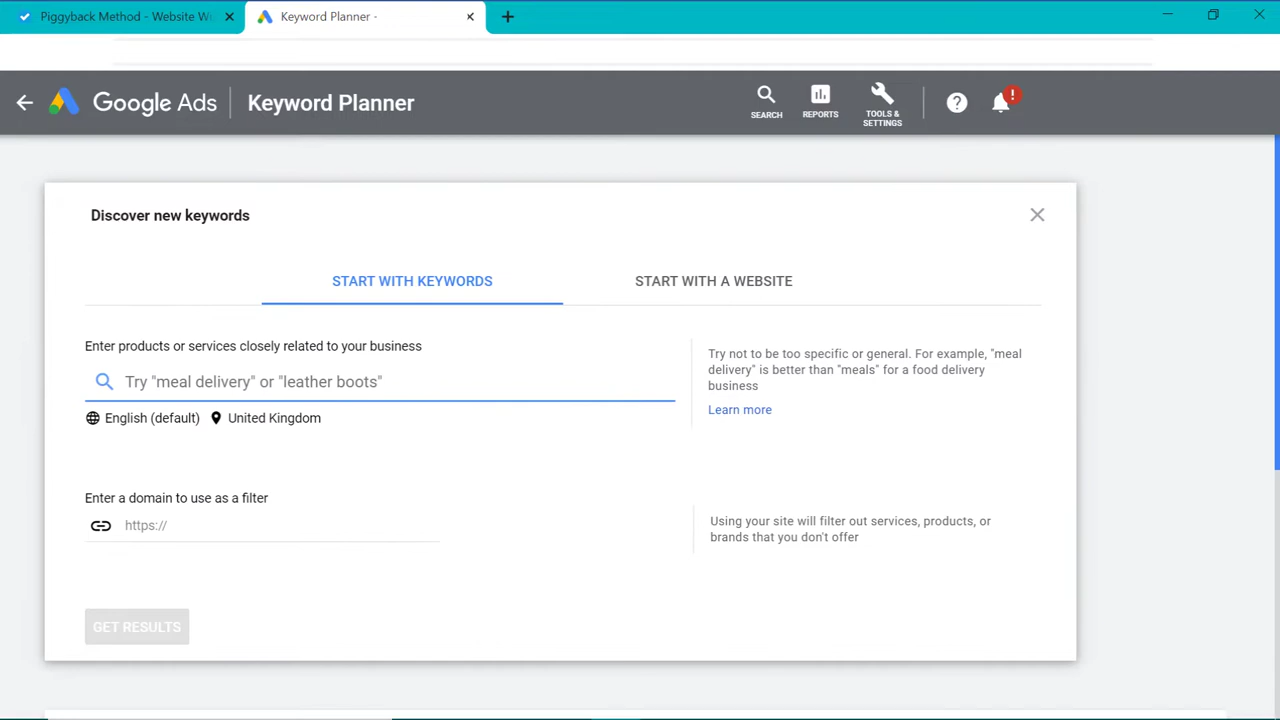 Piggyback Method - Website W
Keyword Planner -
Google Ads
Keyword Planner
SEARCH
REPORTS
TOOLS &
SETTINGS
Discover new keywords
START WITH KEYWORDS
START WITH A WEBSITE
Enter products or services closely related to your business
Try "meal delivery" or "leather boots"
English (default)
United Kingdom
Try not to be too specific or general. For example, "meal
delivery" is better than "meals" for a food delivery
business
Learn more
Enter a domain to use as a filter
https://
Using your site will filter out services, products, or
brands that you don't offer
GET RESULTS